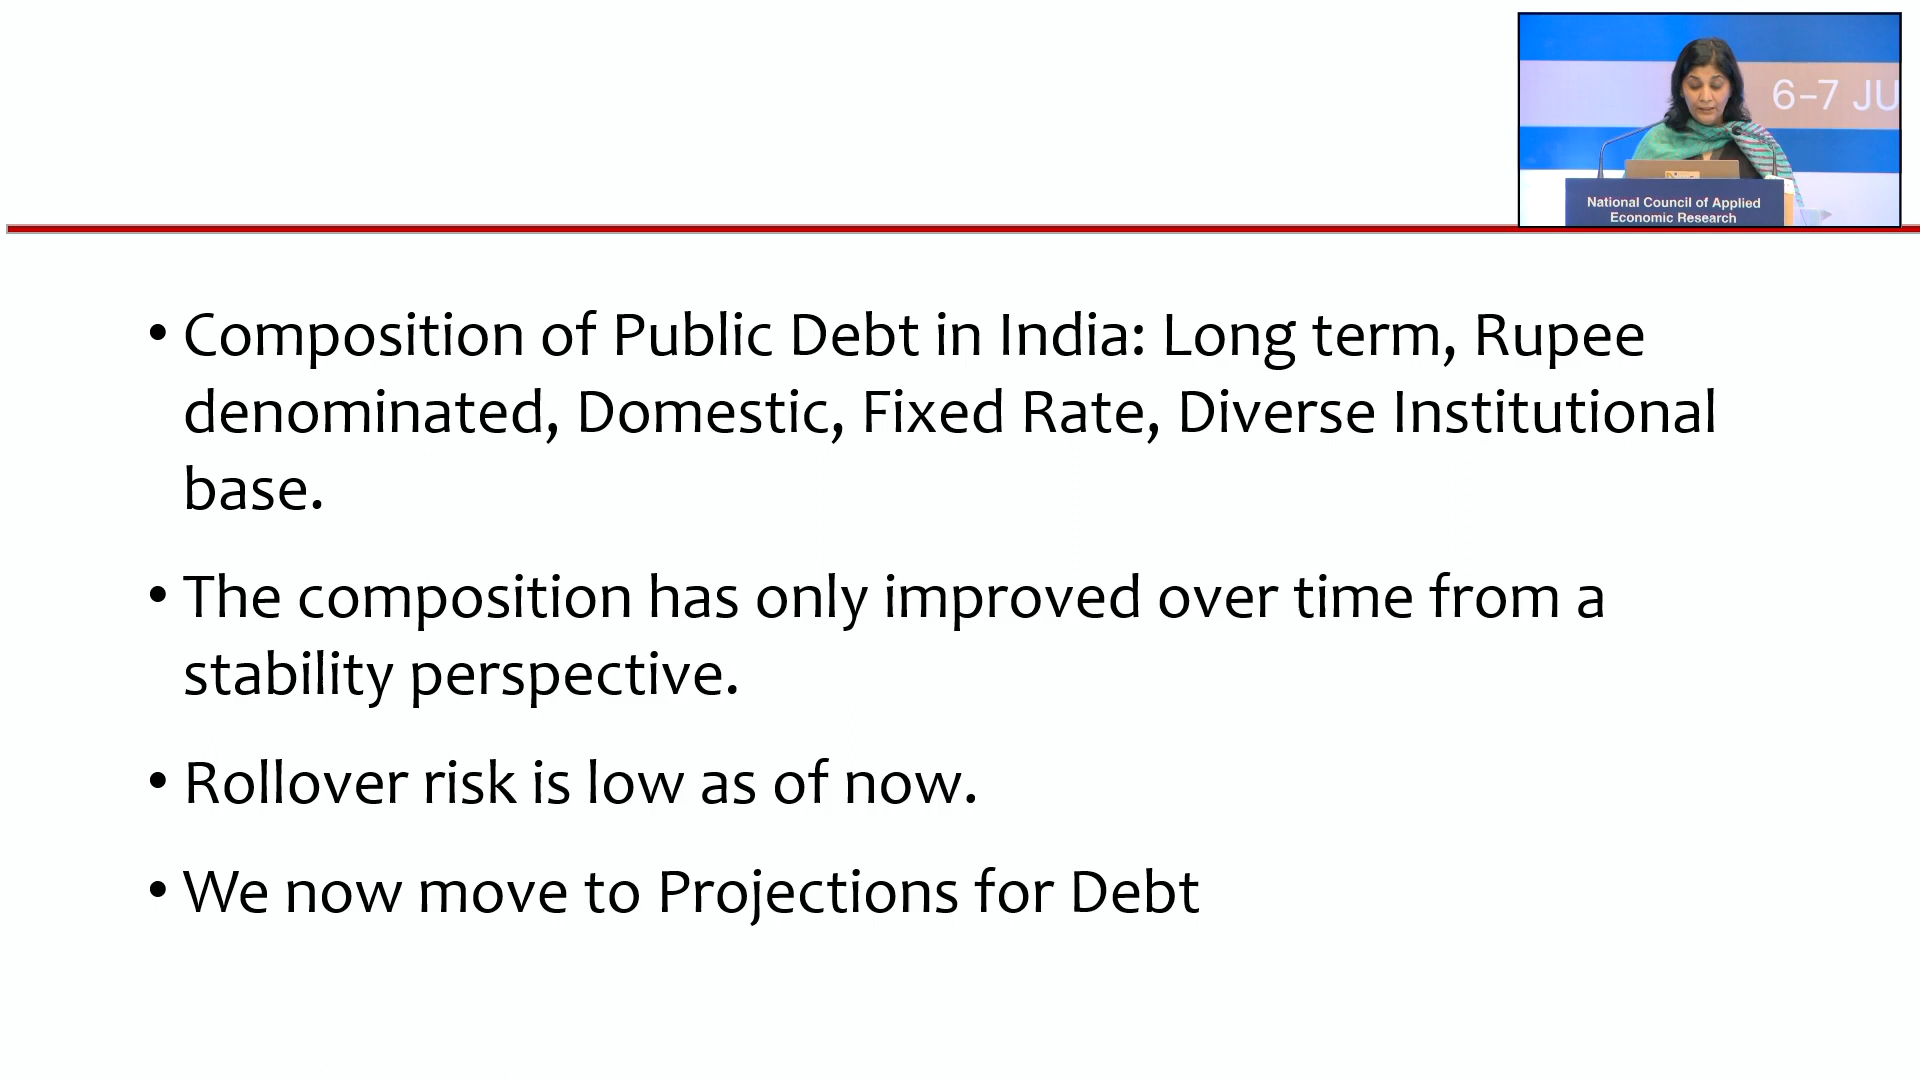 6-7 JU
National Council of Applied
Economic Research
• Composition of Public Debt in India: Long term, Rupee
denominated, Domestic, Fixed Rate, Diverse Institutional
base.
• The composition has only improved over time from a
stability perspective.
• Rollover risk is low as of now.
• We now move to Projections for Debt